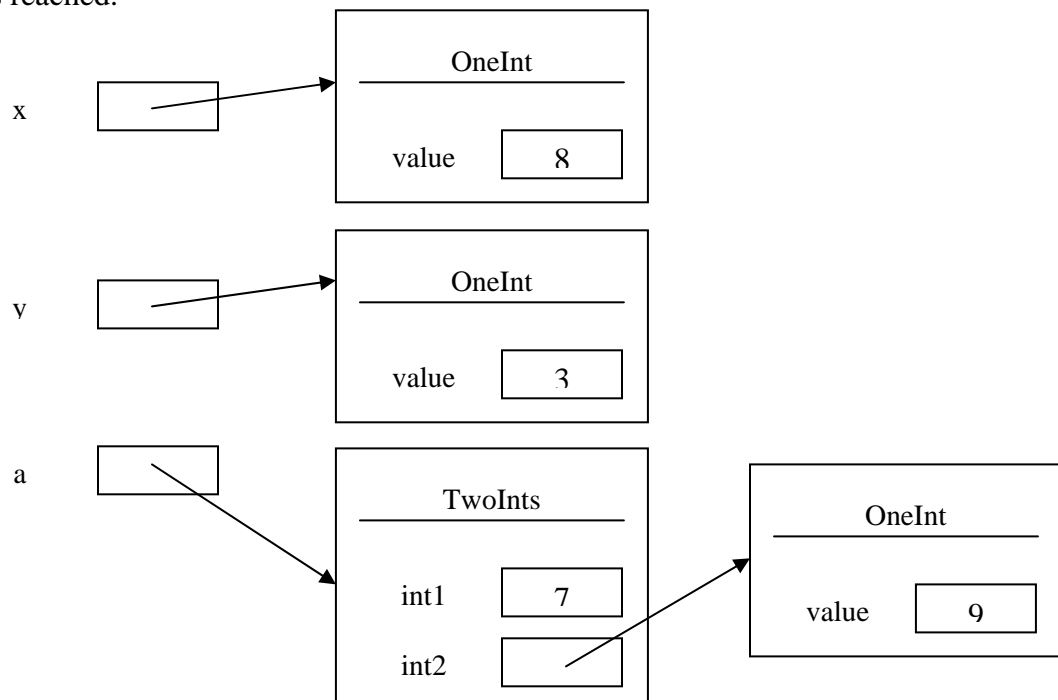 reached.
OneInt
x
value 8
OneInt
y
value 3
a
TwoInts
OneInt
int1 7
value 9
int2